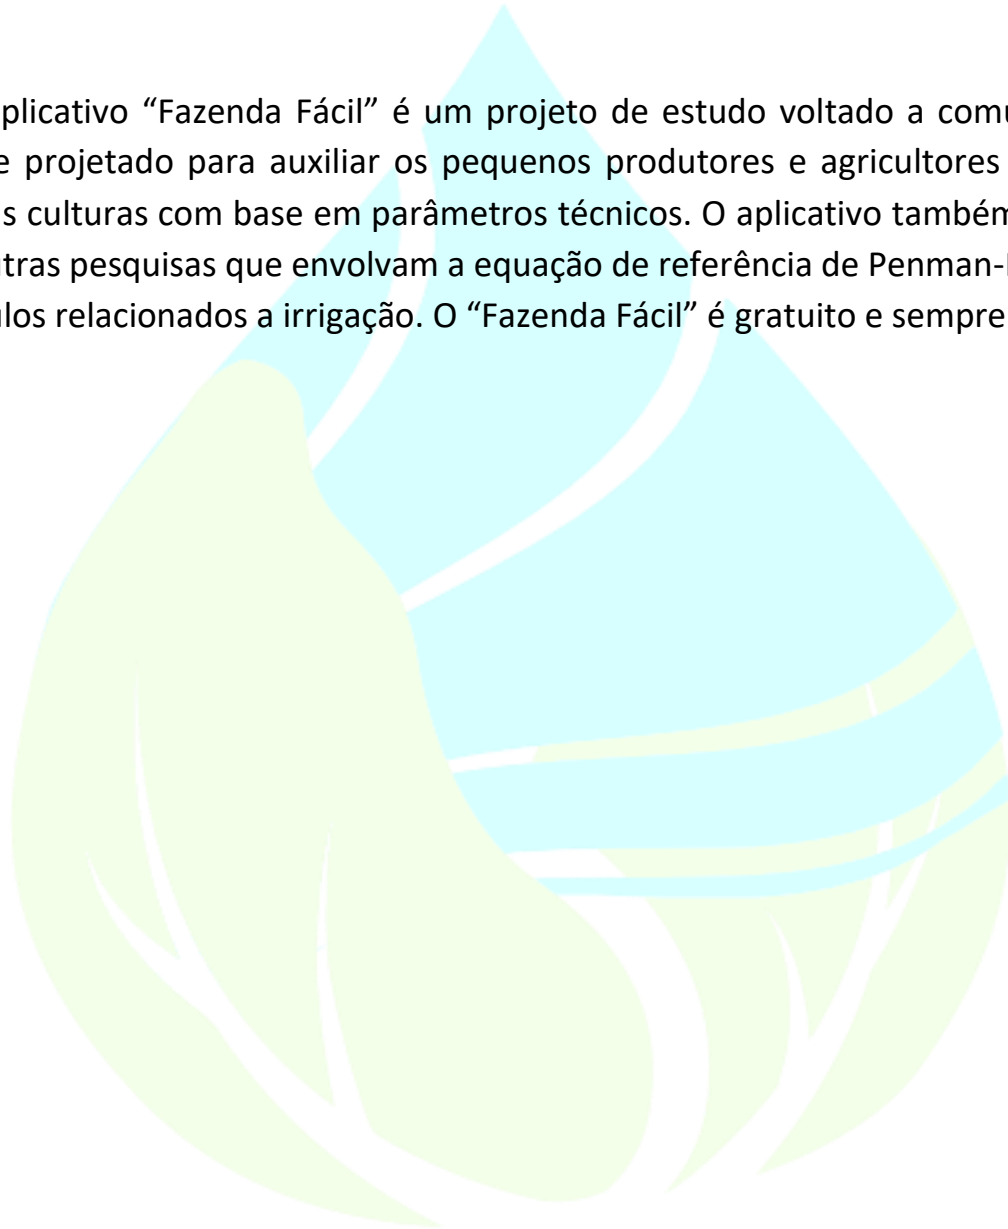 plicativo “Fazenda Fácil” é um projeto de estudo voltado a com
e projetado para auxiliar os pequenos produtores e agricultores
s culturas com base em parâmetros técnicos. O aplicativo também
utras pesquisas que envolvam a equação de referência de Penman-
ulos relacionados a irrigação. O “Fazenda Fácil” é gratuito e sempre